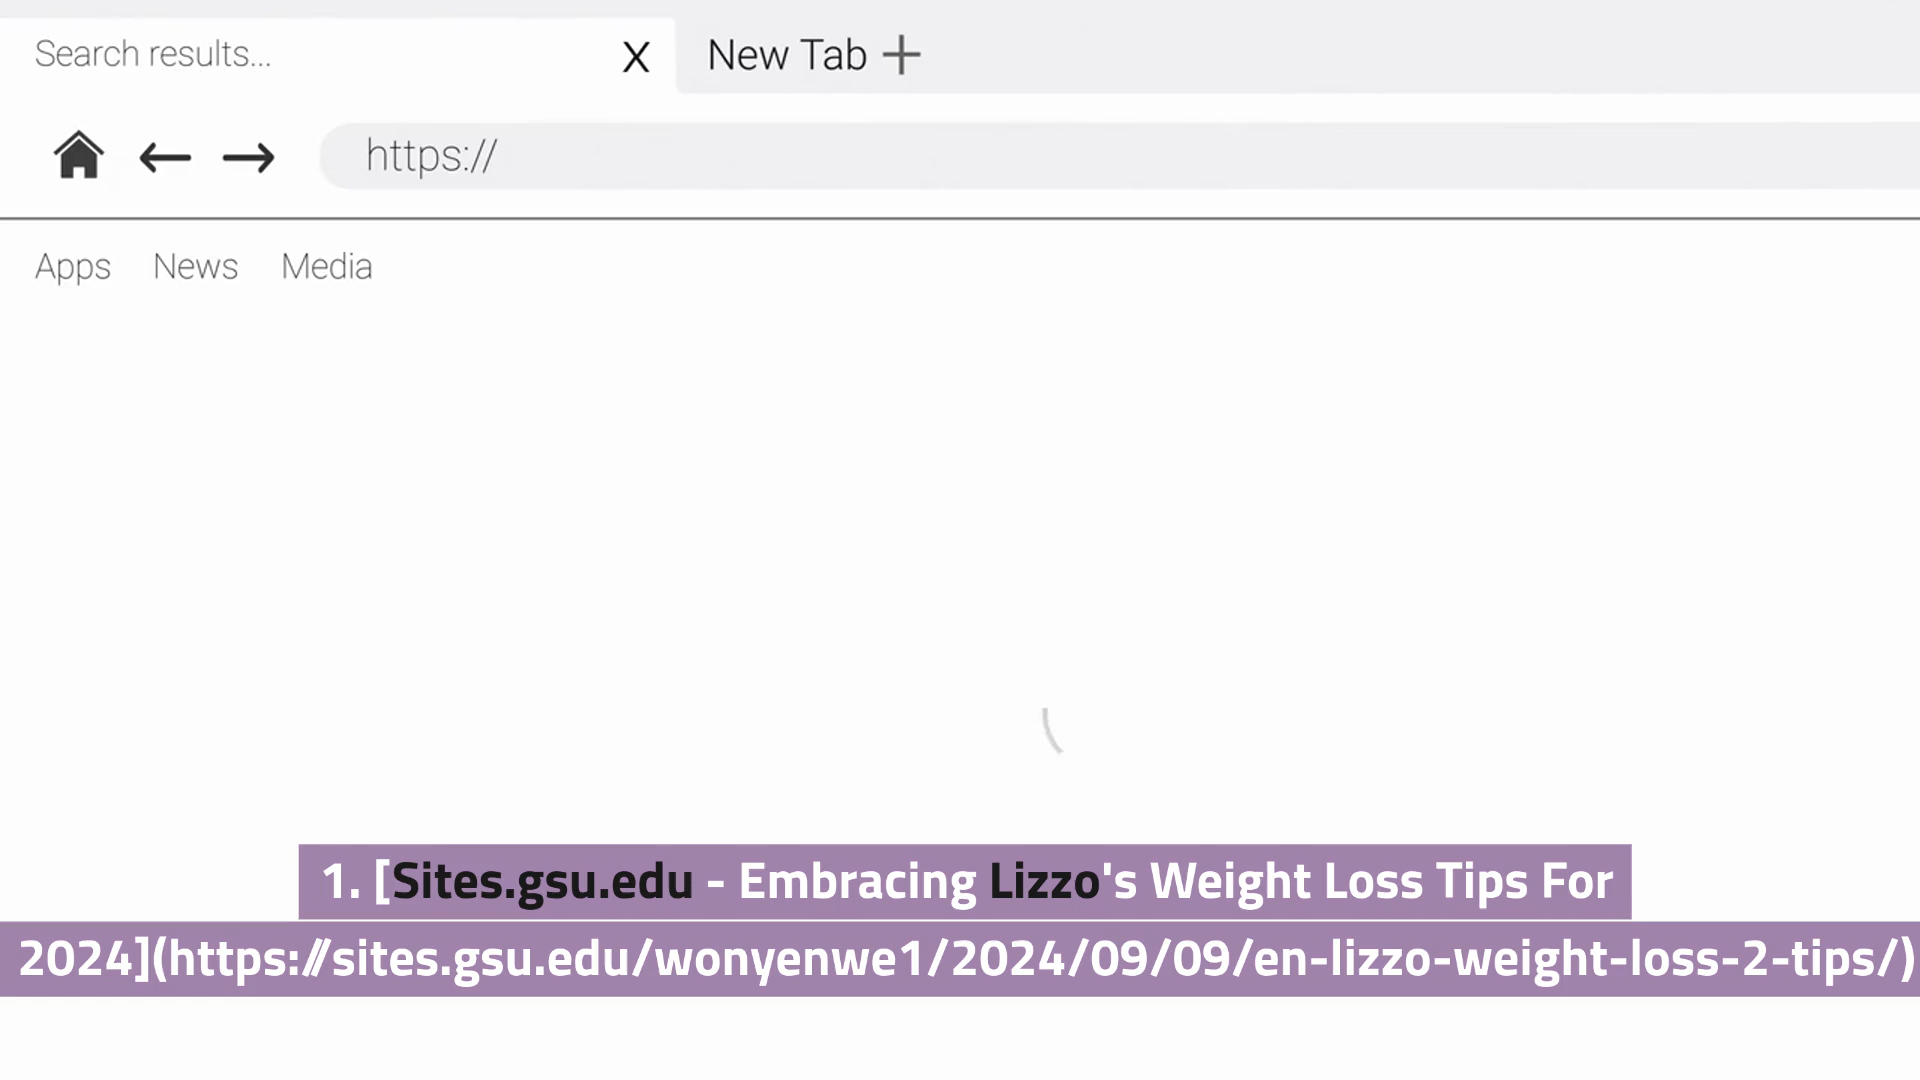 Search results...
X
New Tab +
https://
Apps News Media
1. [Sites.gsu.edu - Embracing Lizzo's Weight Loss Tips For
2024](https://sites.gsu.edu/wonyenwe1/2024/09/09/en-lizzo-weight-loss-2-tips/)